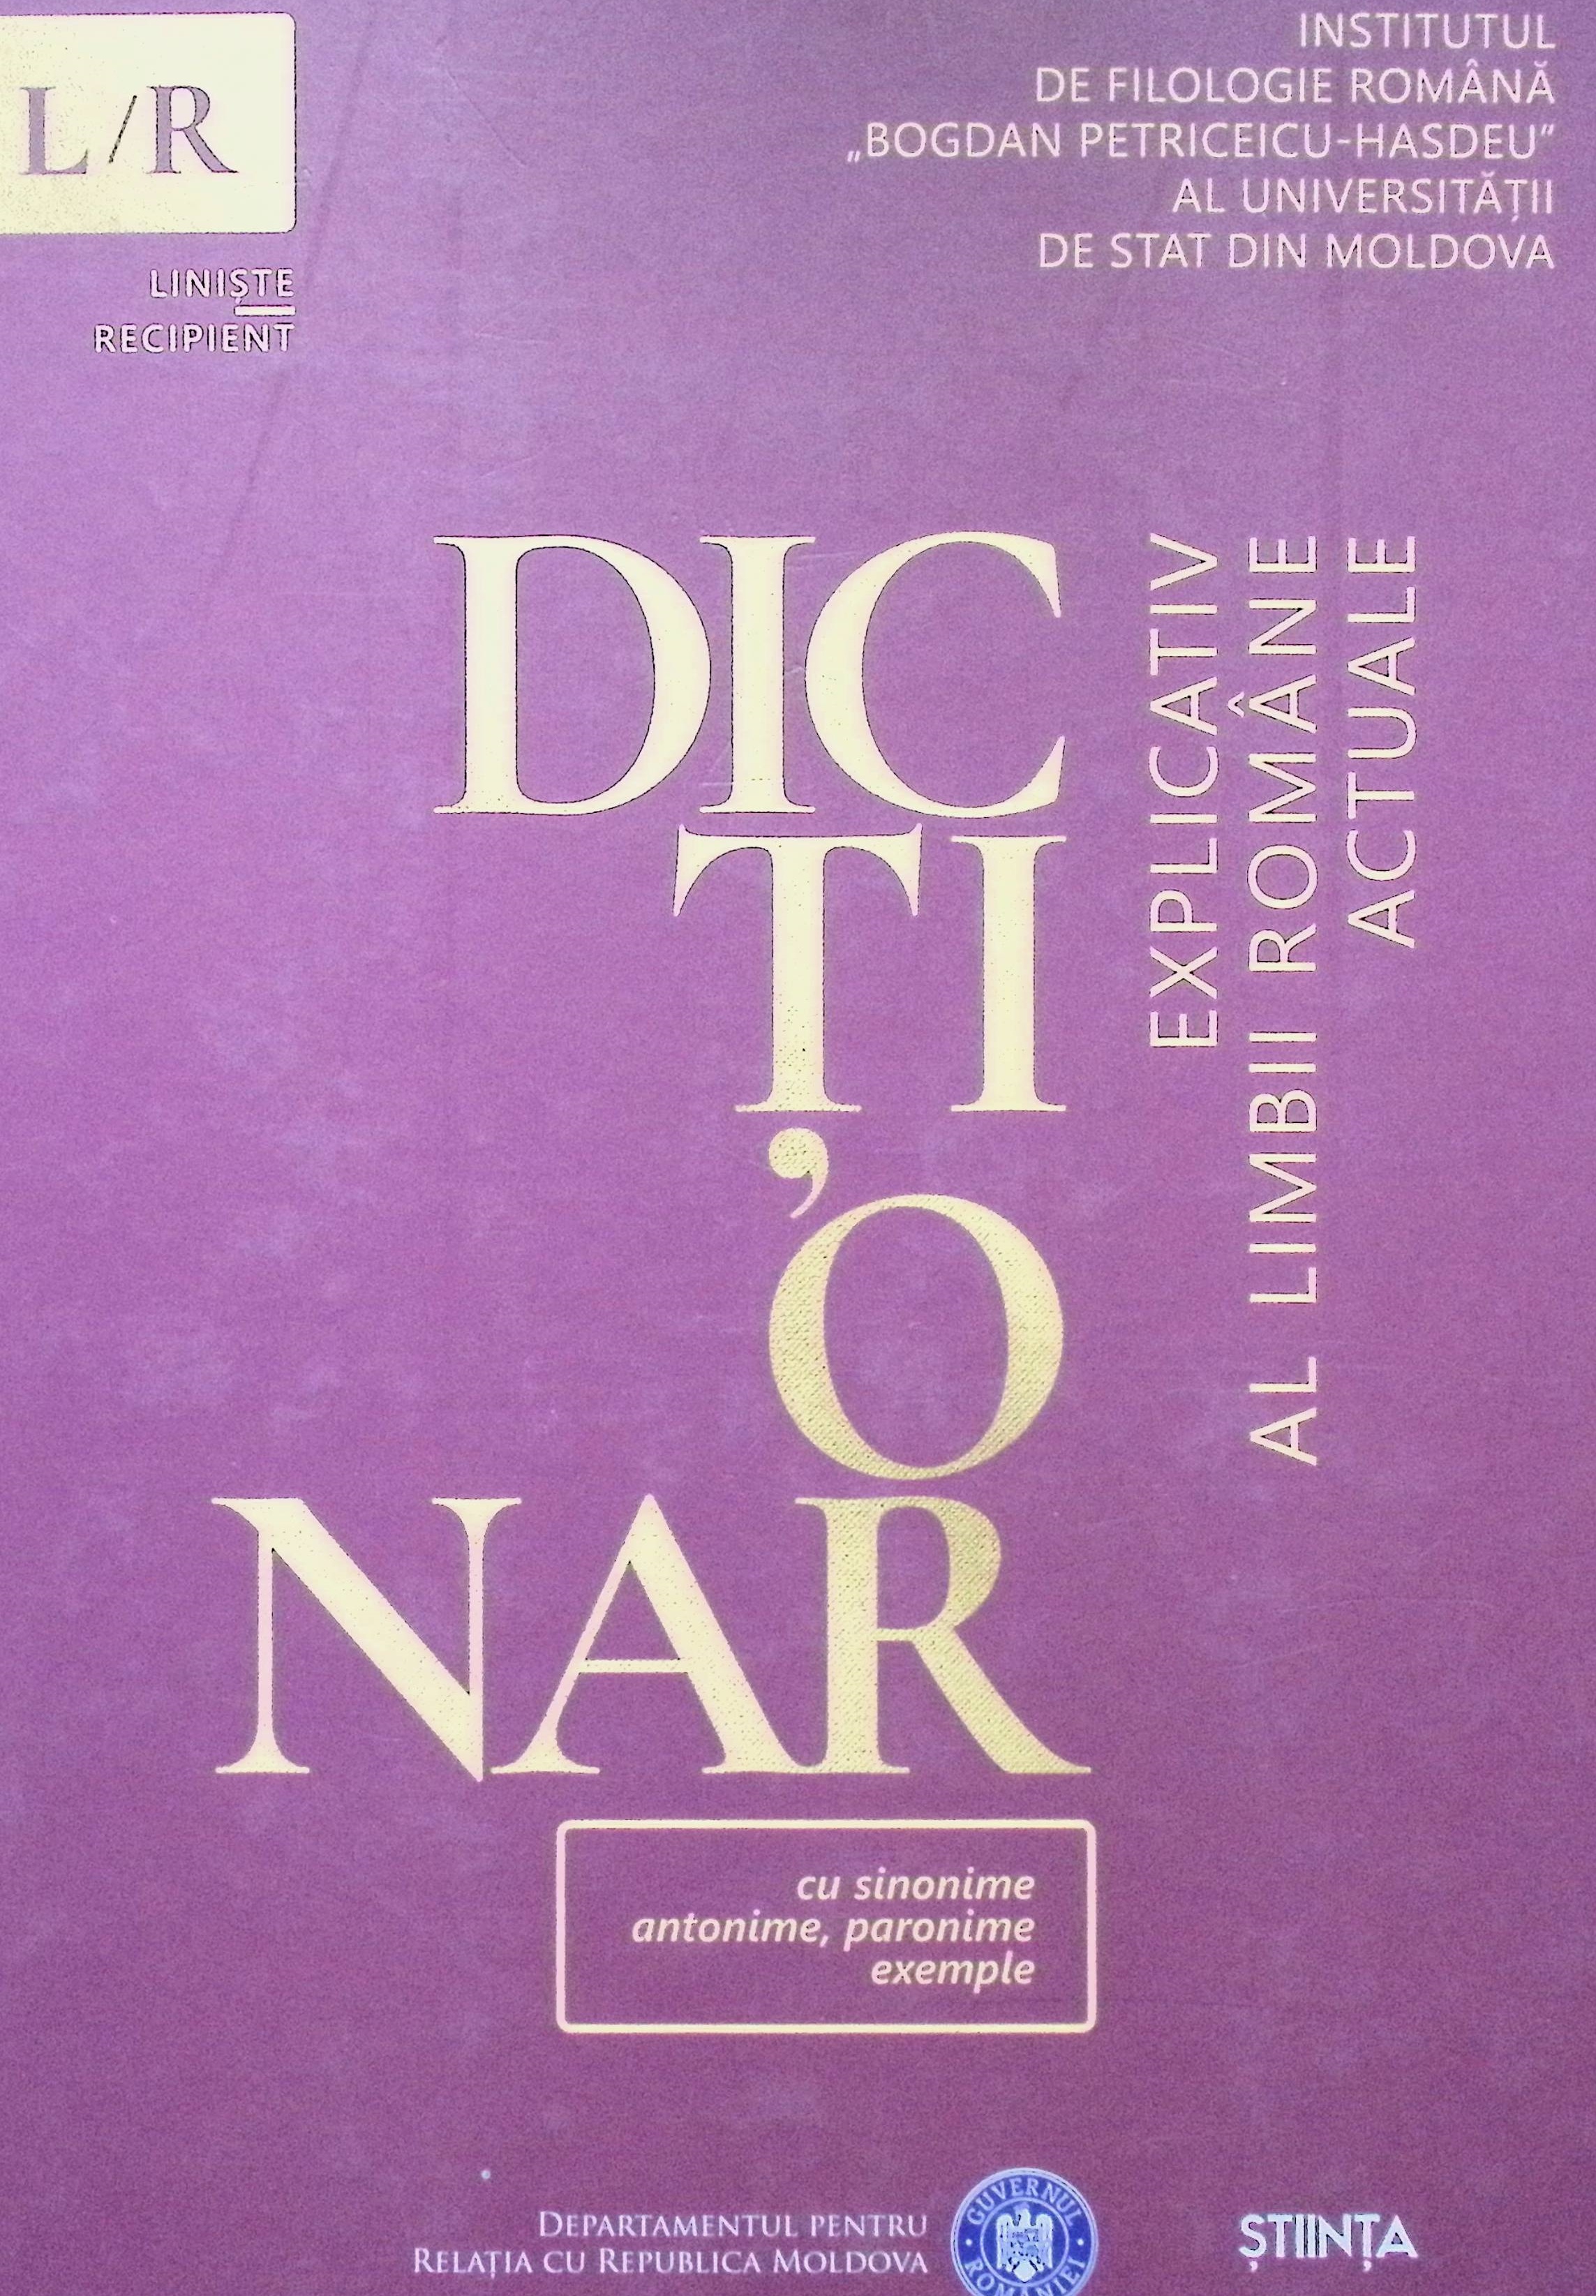 L/R
LINIȘTE
RECIPIENT
INSTITUTUL
DE FILOLOGIE ROMÂNĂ
„BOGDAN PETRICEICU-HASDEU”
AL UNIVERSITĂȚII
DE STAT DIN MOLDOVA
DIC
ȚI
O
NAR
EXPLICATIV
AL LIMBII ROMÂNE
ACTUALE
cu sinonime
antonime, paronime
exemple
DEPARTAMENTUL PENTRU
RELAȚIA CU REPUBLICA MOLDOVA
GUVERNUL
ROMÂNIEI
ȘTIINȚA